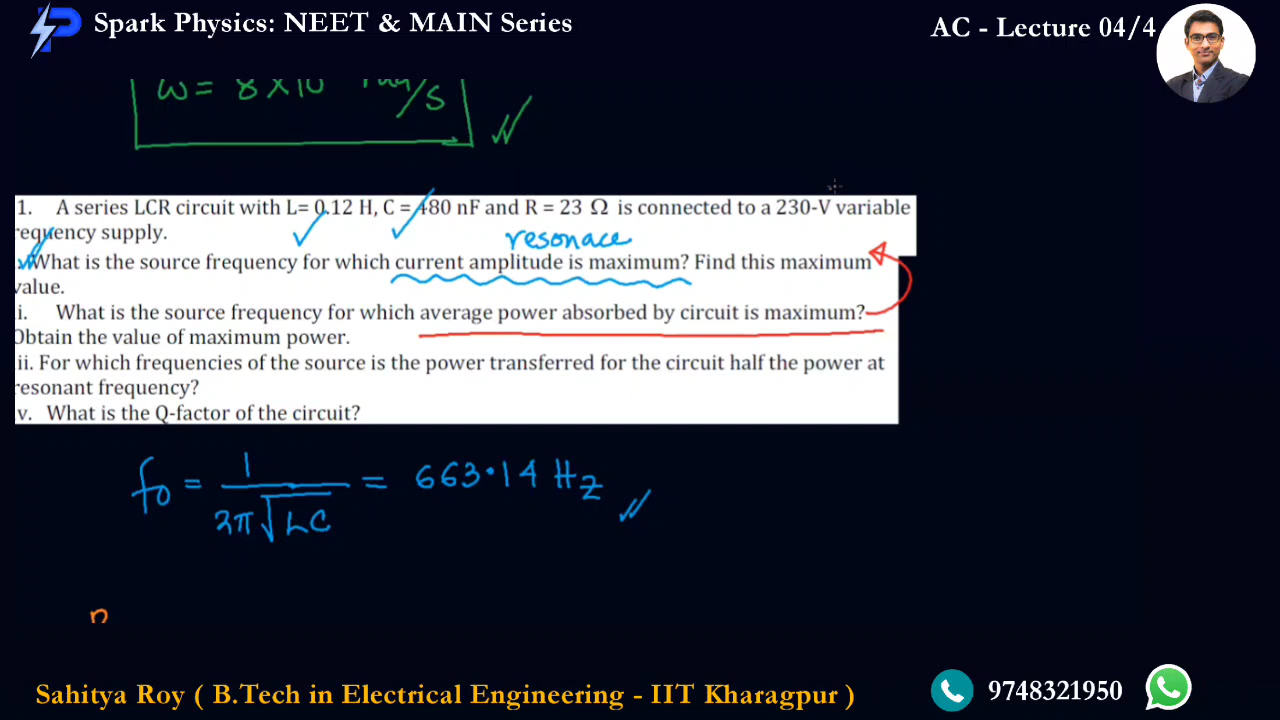 Spark Physics: NEET & MAIN Series
AC - Lecture 04/4
ω = 8×10 rad/s
1. A series LCR circuit with L= 0.12 H, C = 480 nF and R = 23 Ω is connected to a 230-V variable
requency supply.
resonace
.What is the source frequency for which current amplitude is maximum? Find this maximum
value.
i. What is the source frequency for which average power absorbed by circuit is maximum?
Obtain the value of maximum power.
ii. For which frequencies of the source is the power transferred for the circuit half the power at
resonant frequency?
v. What is the Q-factor of the circuit?
f0 = 1 / 2π√LC = 663.14 Hz
Sahitya Roy ( B.Tech in Electrical Engineering - IIT Kharagpur )
9748321950